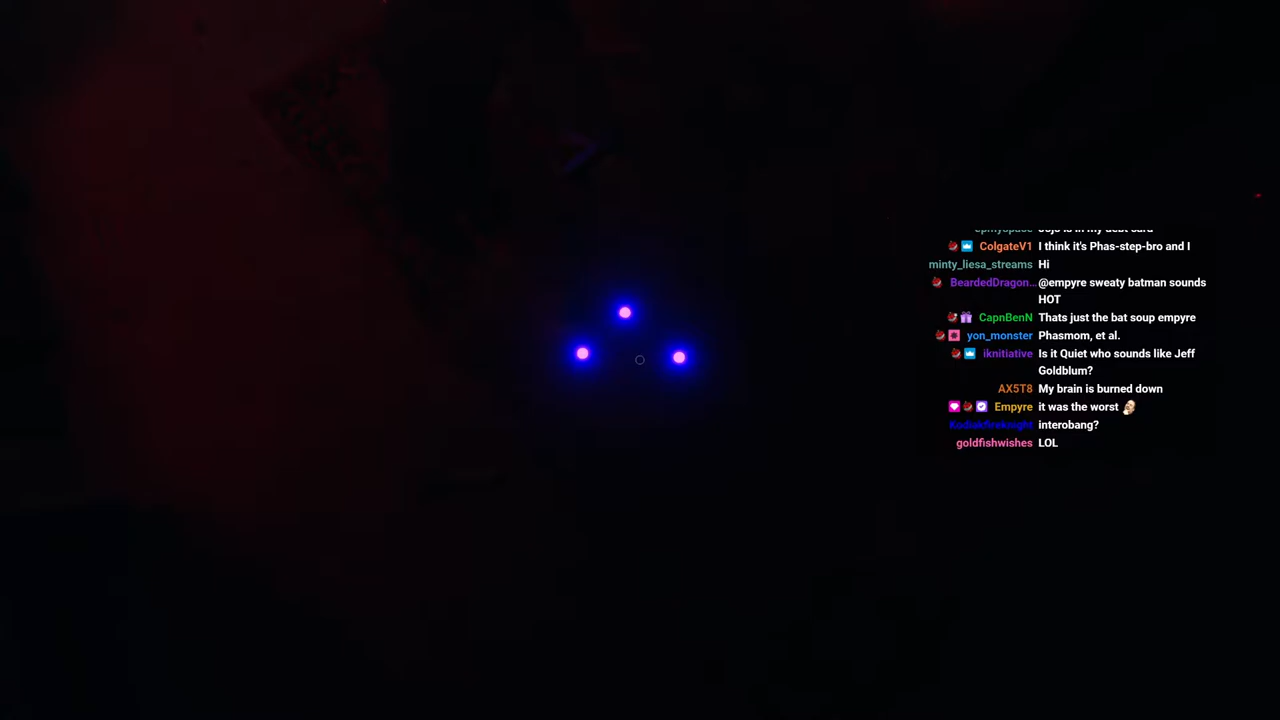 ColgateV1 I think it's Phas-step-bro and I
minty_liesa_streams Hi
BeardedDragon... @empyre sweaty batman sounds
HOT
CapnBenN Thats just the bat soup empyre
yon_monster Phasmom, et al.
iknitiative Is it Quiet who sounds like Jeff
Goldblum?
AX5T8 My brain is burned down
Empyre it was the worst
Kodiakfireknight interobang?
goldfishwishes LOL